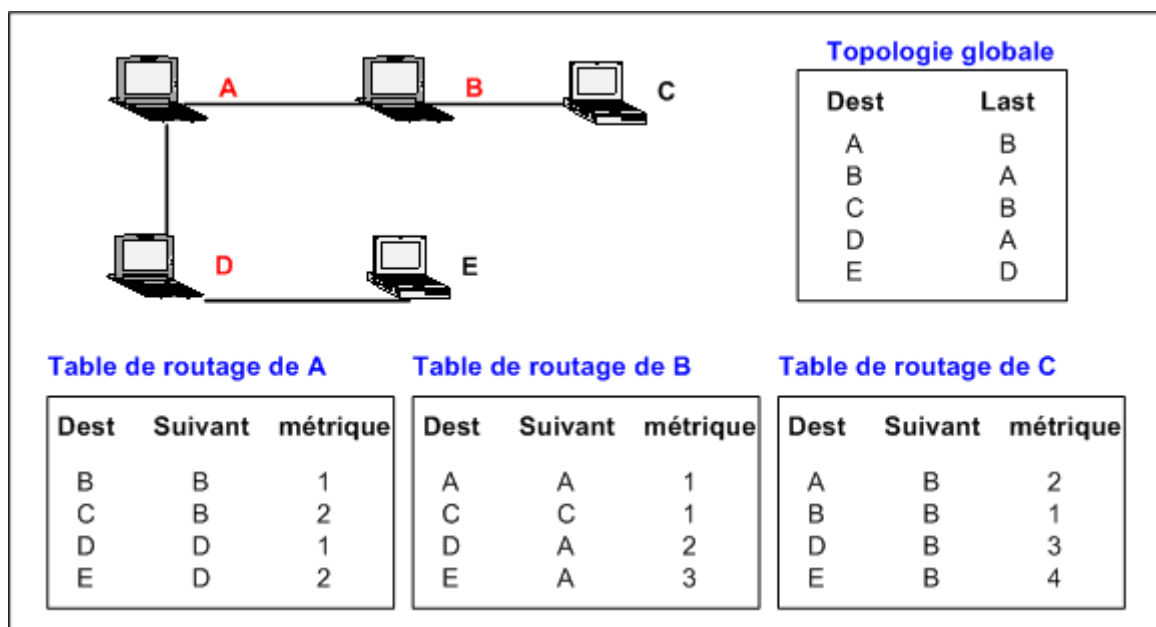 A B C
D E
Topologie globale
Dest Last
A B
B A
C B
D A
E D
Table de routage de A
Dest Suivant métrique
B B 1
C B 2
D D 1
E D 2
Table de routage de B
Dest Suivant métrique
A A 1
C C 1
D A 2
E A 3
Table de routage de C
Dest Suivant métrique
A B 2
B B 1
D B 3
E B 4